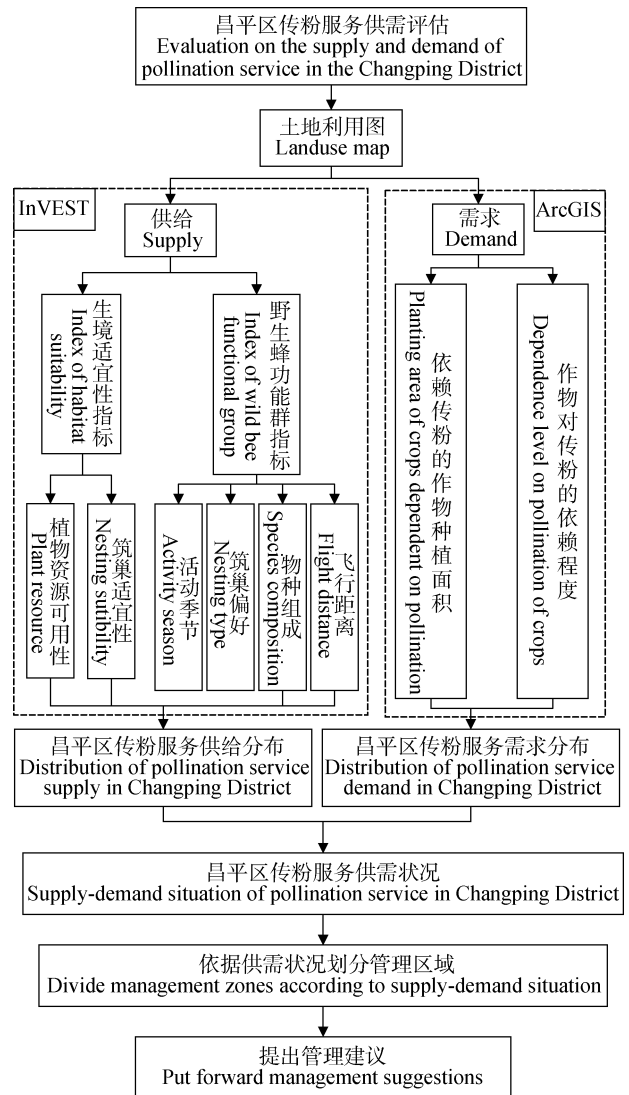 昌平区传粉服务供需评估
Evaluation on the supply and demand of
pollination service in the Changping District
土地利用图
Landuse map
InVEST
供给
Supply
需求
Demand
ArcGIS
生境适宜性指标
Index of habitat
suitability
野生蜂功能群指标
Index of wild bee
functional group
依赖传粉的作物种植面积
Planting area of crops dependent on pollination
作物对传粉的依赖程度
Dependence level on pollination of crops
植物资源可用性
Plant resource
筑巢适宜性
Nesting sutibility
活动季节
Activity season
筑巢偏好
Nesting type
物种组成
Species composition
飞行距离
Flight distance
昌平区传粉服务供给分布
Distribution of pollination service
supply in Changping District
昌平区传粉服务需求分布
Distribution of pollination service
demand in Changping District
昌平区传粉服务供需状况
Supply-demand situation of pollination service in Changping District
依据供需状况划分管理区域
Divide management zones according to supply-demand situation
提出管理建议
Put forward management suggestions